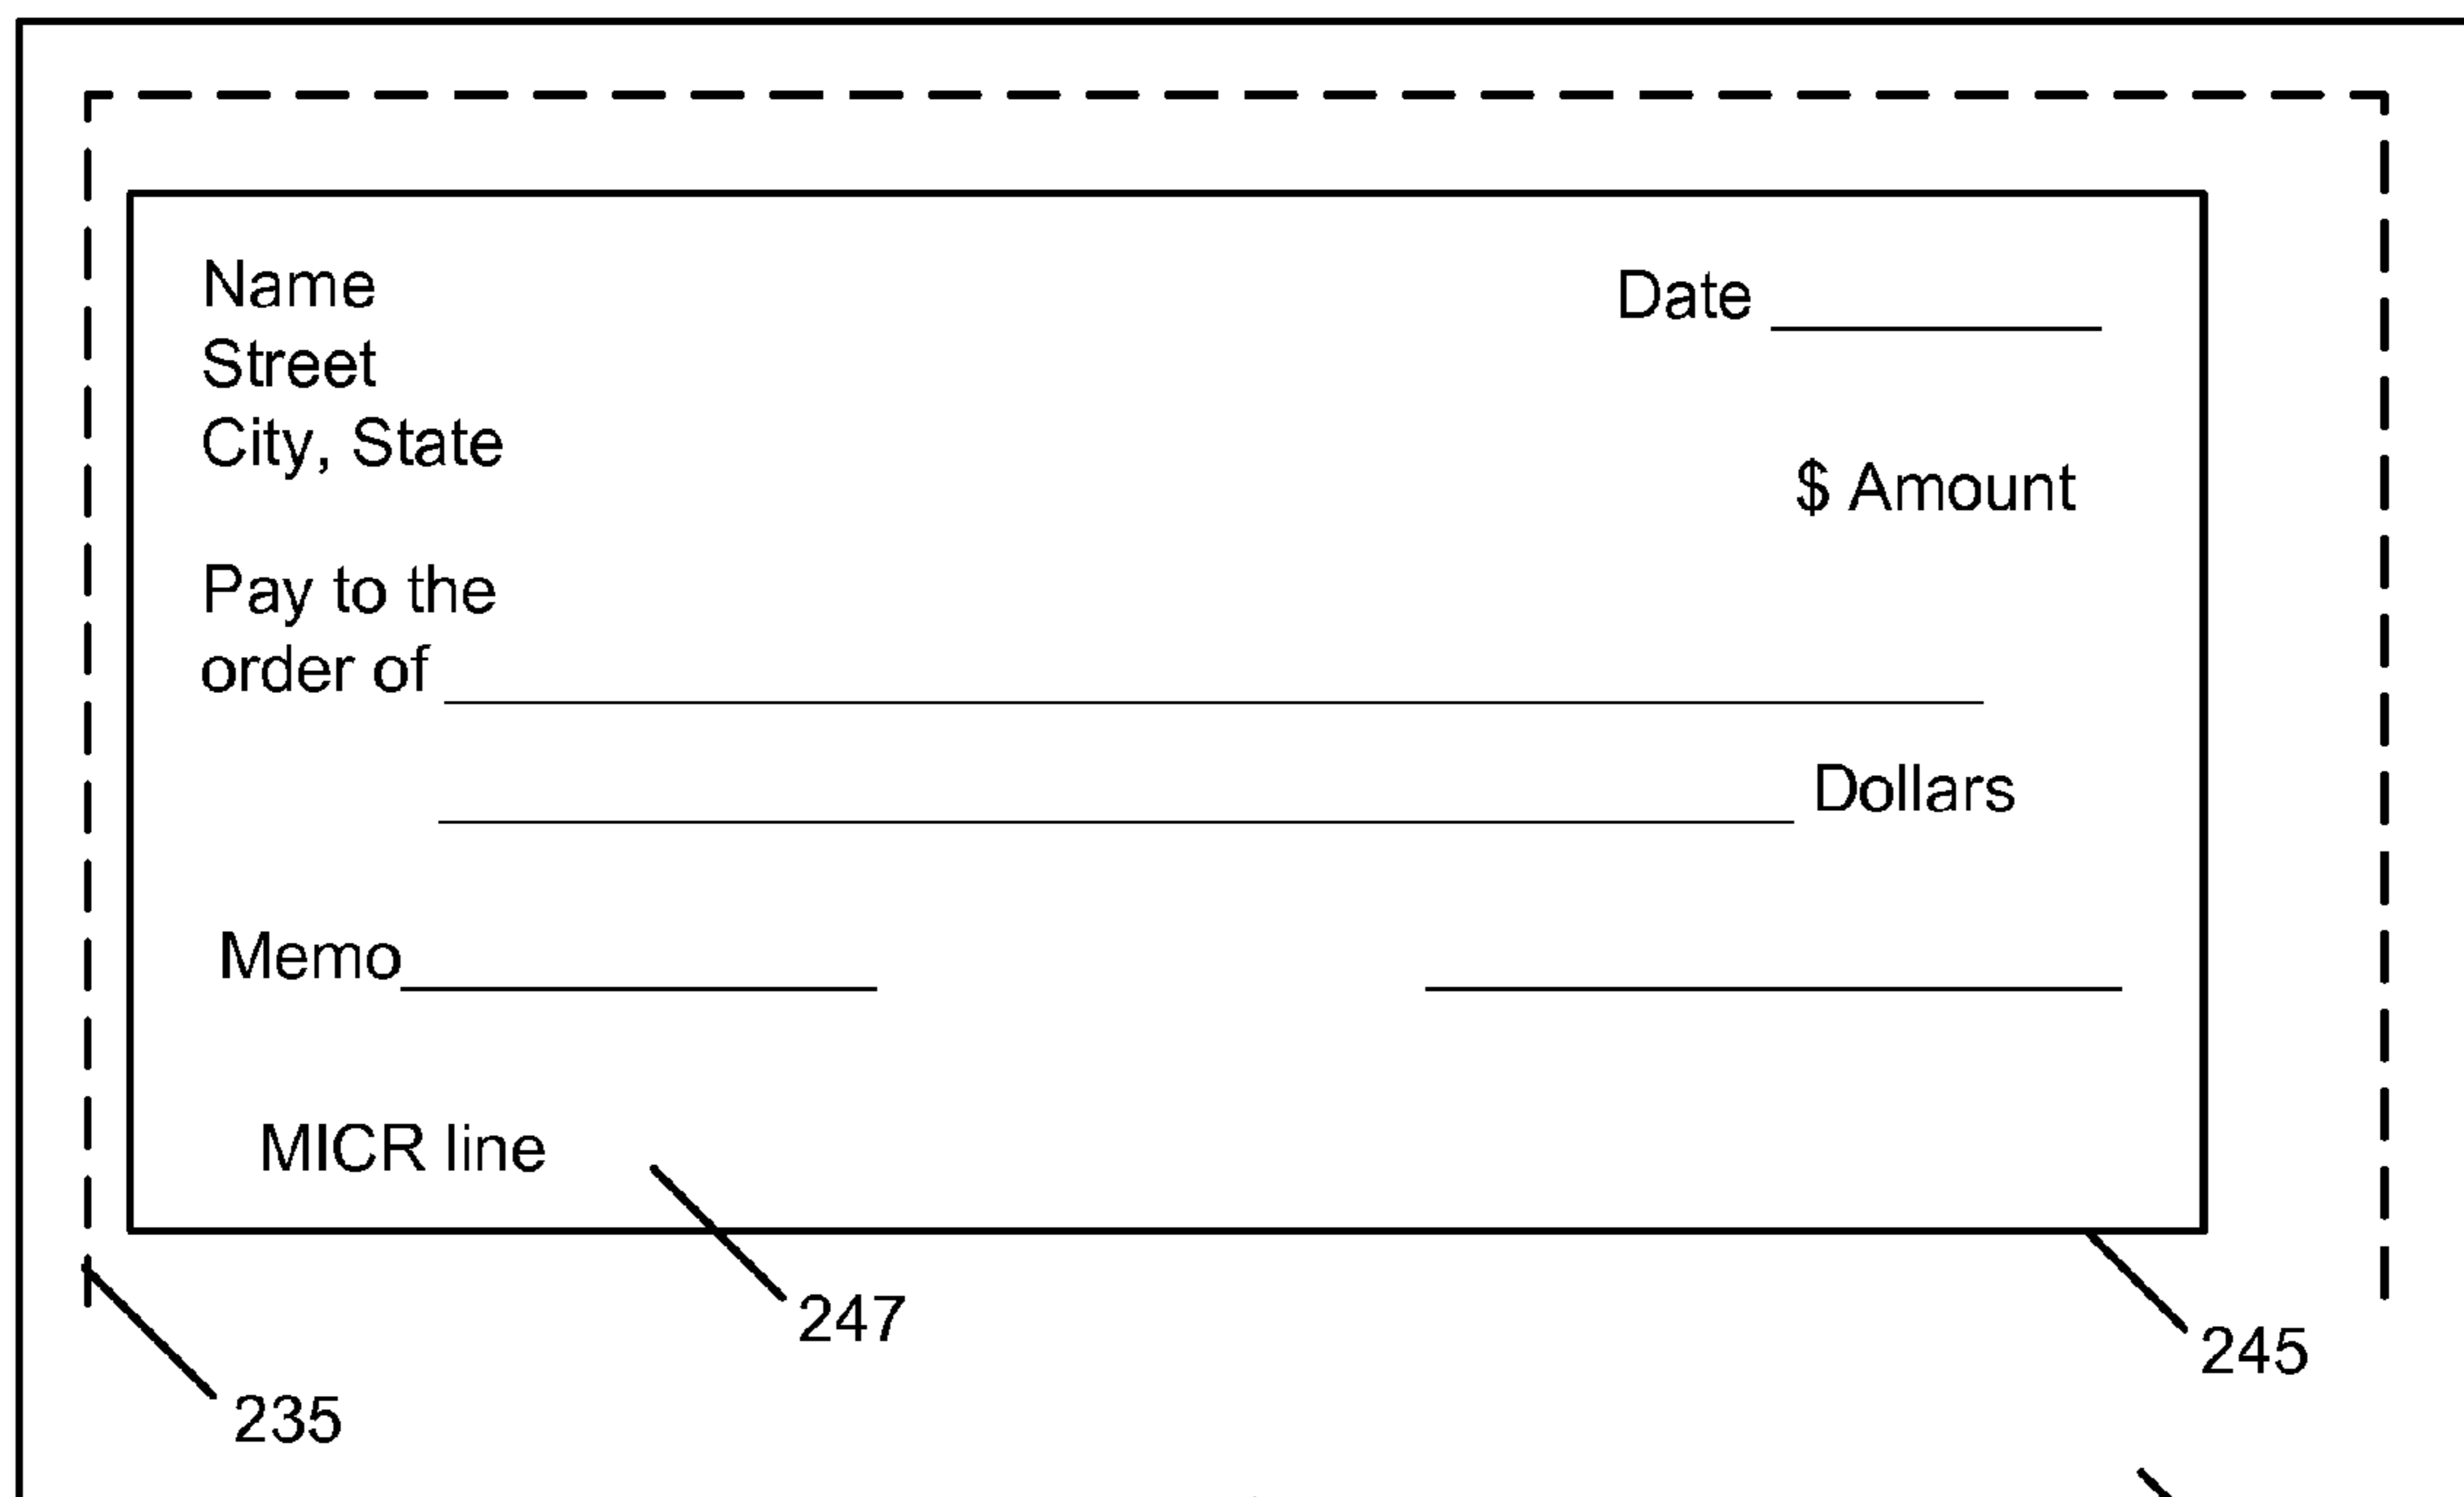 Name
Date
Street
City, State
$ Amount
Pay to the
order of
Dollars
Memo
MICR line
247
245
235